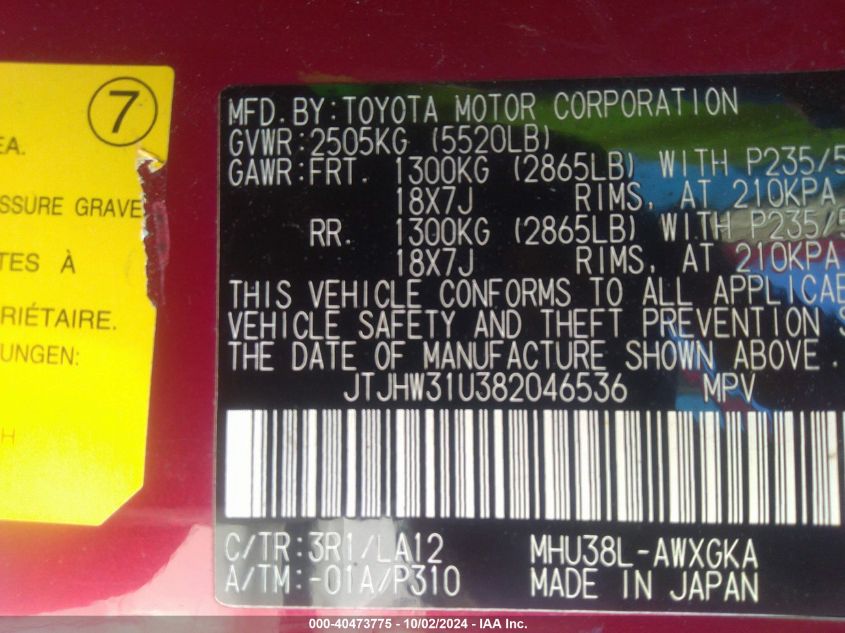 7
EA.
SSURE GRAVE
TES À
RIÉTAIRE.
UNGEN:
H
MFD. BY: TOYOTA MOTOR CORPORATION
GVWR: 2505KG (5520LB)
GAWR: FRT. 1300KG (2865LB) WITH P235/5
18X7J RIMS, AT 210KPA
RR. 1300KG (2865LB) WITH P235/5
18X7J RIMS, AT 210KPA
THIS VEHICLE CONFORMS TO ALL APPLICAB
VEHICLE SAFETY AND THEFT PREVENTION S
THE DATE OF MANUFACTURE SHOWN ABOVE.
JTJHW31U382046536 MPV
C/TR: 3R1/LA12 MHU38L-AWXGKA
A/TM: -01A/P310 MADE IN JAPAN
000-40473775 - 10/02/2024 - IAA Inc.